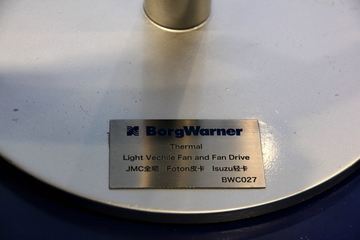 BorgWarner
Thermal
Light Vechile Fan and Fan Drive
JMC全顺 Foton皮卡 Isuzu轻卡
BWC027